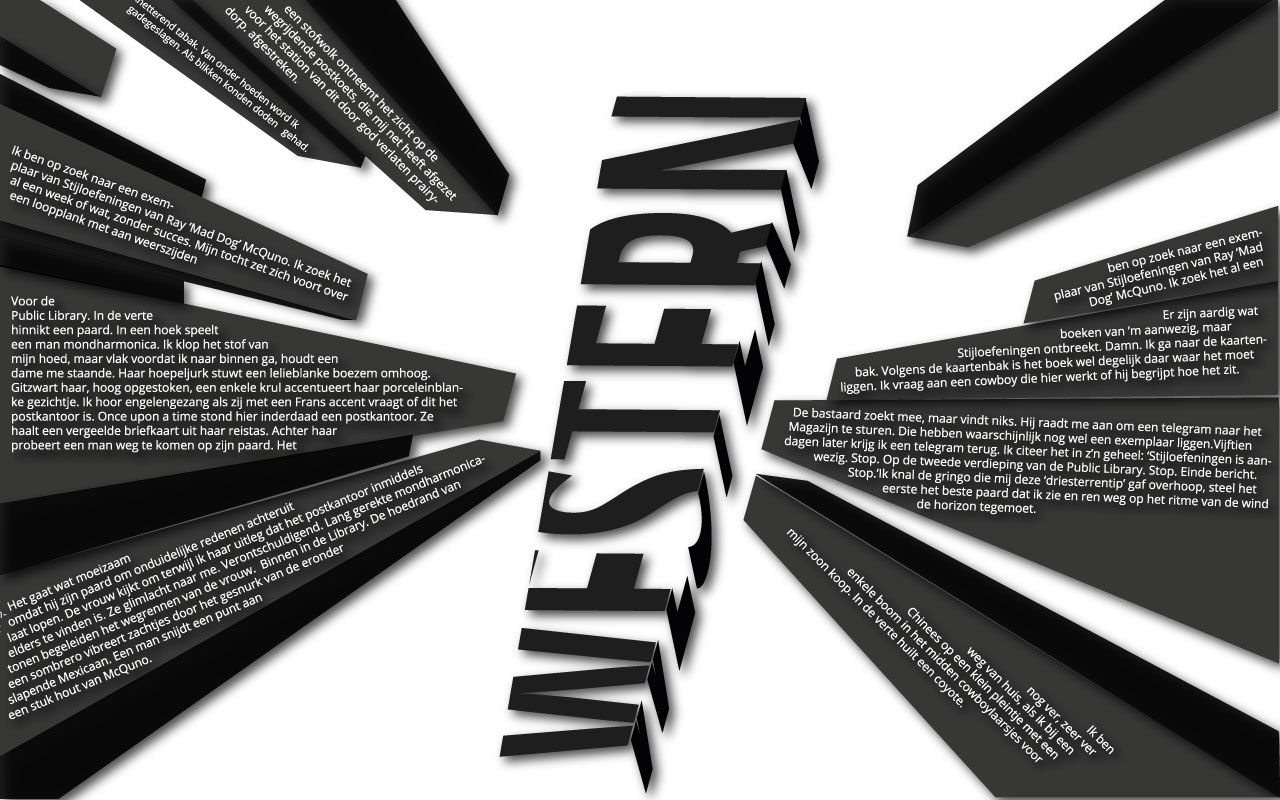 een stofwolk ontneemt het zicht op de
wegrijdende postkoets, die mij net heeft afgezet
voor het station van dit door god verlaten prairy-
dorp. afgestreken.
netterend tabak. Van onder hoeden word ik
gadegeslagen. Als blikken konden doden gehad.
Ik ben op zoek naar een exem-
plaar van Stijloefeningen van Ray ‘Mad Dog’ McQuno. Ik zoek het
al een week of wat, zonder succes. Mijn tocht zet zich voort over
een loopplank met aan weerszijden
Voor de
Public Library. In de verte
hinnikt een paard. In een hoek speelt
een man mondharmonica. Ik klop het stof van
mijn hoed, maar vlak voordat ik naar binnen ga, houdt een
dame me staande. Haar hoepeljurk stuwt een lelieblanke boezem omhoog.
Gitzwart haar, hoog opgestoken, een enkele krul accentueert haar porceleinblan-
ke gezichtje. Ik hoor engelengezang als zij met een Frans accent vraagt of dit het
postkantoor is. Once upon a time stond hier inderdaad een postkantoor. Ze
haalt een vergeelde briefkaart uit haar reistas. Achter haar
probeert een man weg te komen op zijn paard. Het
Het gaat wat moeizaam
omdat hij zijn paard om onduidelijke redenen achteruit
laat lopen. De vrouw kijkt om terwijl ik haar uitleg dat het postkantoor inmiddels
elders te vinden is. Ze glimlacht naar me. Verontschuldigend. Lang gerekte mondharmonica-
tonen begeleiden het wegrennen van de vrouw. Binnen in de Library. De hoedrand van
een sombrero vibreert zachtjes door het gesnurk van de eronder
slapende Mexicaan. Een man snijdt een punt aan
een stuk hout van McQuno.
WESTERN
ben op zoek naar een exem-
plaar van Stijloefeningen van Ray ‘Mad
Dog’ McQuno. Ik zoek het al een
Er zijn aardig wat
boeken van ‘m aanwezig, maar
Stijloefeningen ontbreekt. Damn. Ik ga naar de kaarten-
bak. Volgens de kaartenbak is het boek wel degelijk daar waar het moet
liggen. Ik vraag aan een cowboy die hier werkt of hij begrijpt hoe het zit.
De bastaard zoekt mee, maar vindt niks. Hij raadt me aan om een telegram naar het
Magazijn te sturen. Die hebben waarschijnlijk nog wel een exemplaar liggen.Vijftien
dagen later krijg ik een telegram terug. Ik citeer het in z’n geheel: ‘Stijloefeningen is aan-
wezig. Stop. Op de tweede verdieping van de Public Library. Stop. Einde bericht.
Stop.’Ik knal de gringo die mij deze ‘driesterrentip’ gaf overhoop, steel het
eerste het beste paard dat ik zie en ren weg op het ritme van de wind
de horizon tegemoet.
Ik ben
nog ver, zeer ver
weg van huis, als ik bij een
Chinees op een klein pleintje met een
enkele boom in het midden cowboylaarsjes voor
mijn zoon koop. In de verte huilt een coyote.